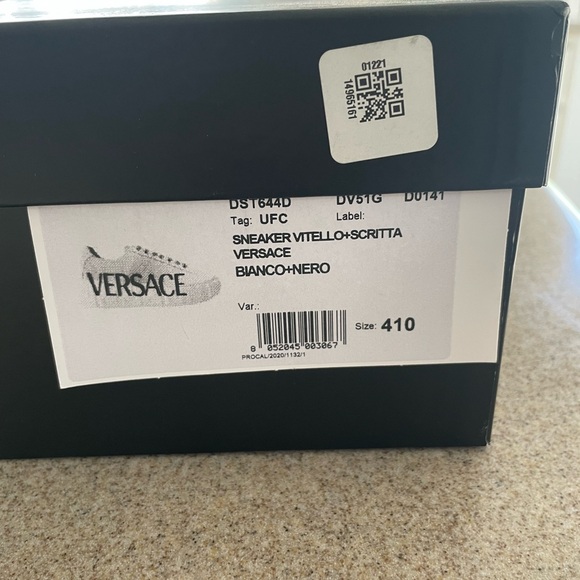 01221
14965161
DST644D DV51G D0141
Tag: UFC Label:
SNEAKER VITELLO+SCRITTA
VERSACE
BIANCO+NERO
VERSACE
Var.:
Size: 410
8 052045 003067
PROCAL/2020/1132/1